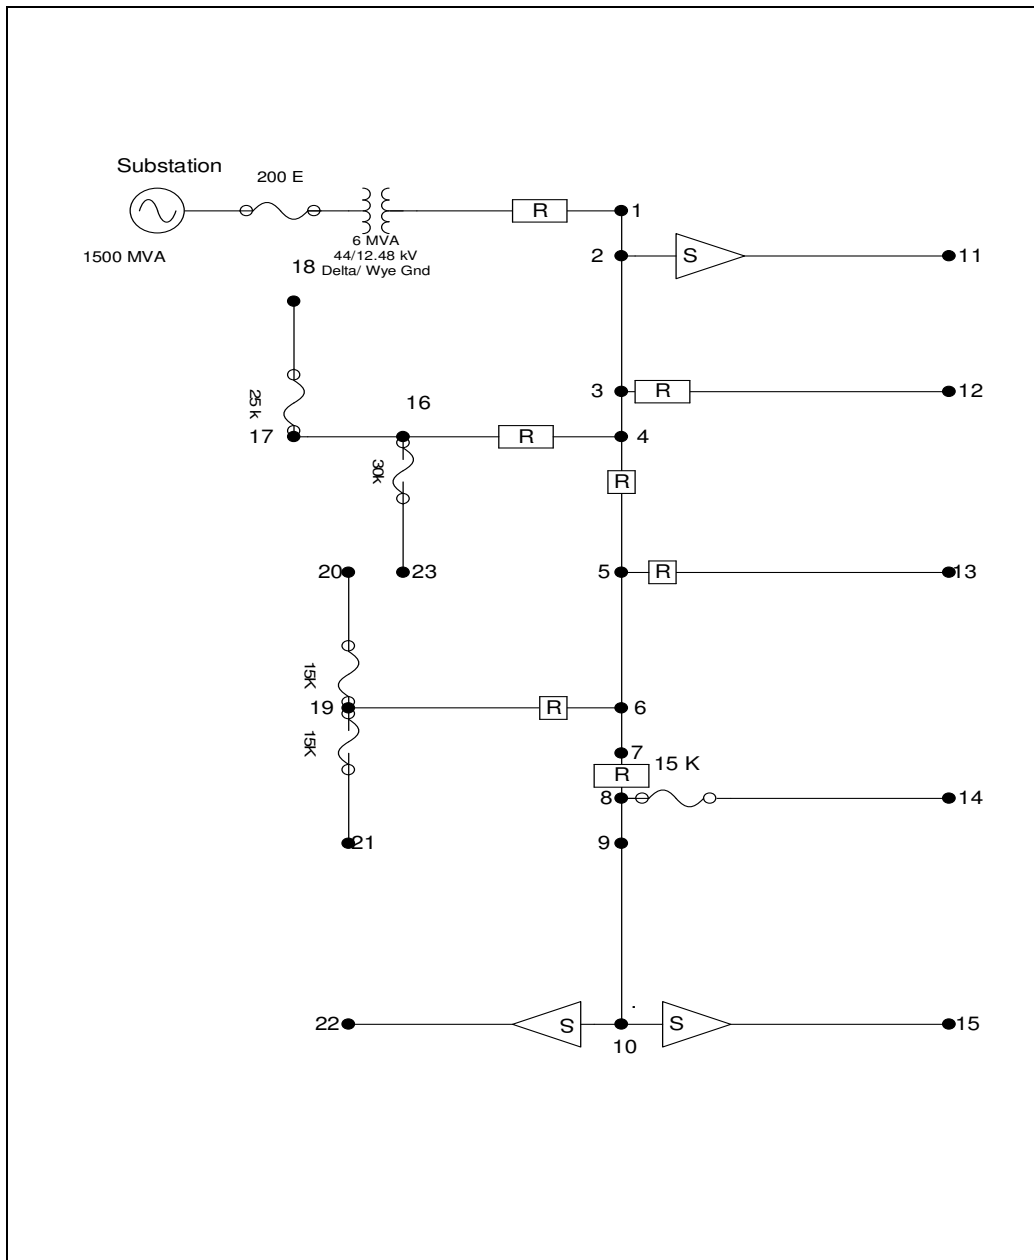 Substation
200 E
R
1
1500 MVA
6 MVA
44/12.48 kV
Delta/ Wye Gnd
2
S
11
18
3
R
12
25 k
16
17
R
4
30k
R
20
23
5
R
13
15K
19
R
6
15K
7
15 K
R
8
14
21
9
22
S
S
15
10